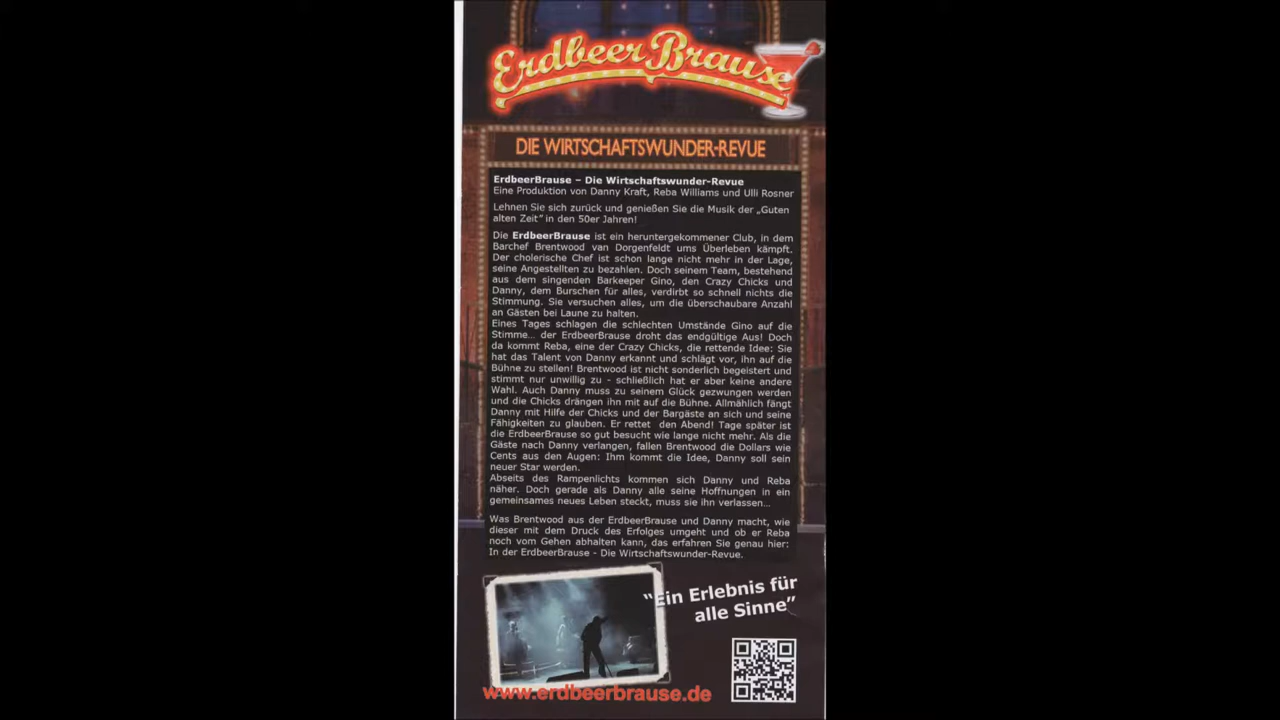 ErdbeerBrause
DIE WIRTSCHAFTSWUNDER-REVUE
ErdbeerBrause – Die Wirtschaftswunder-Revue
Eine Produktion von Danny Kraft, Reba Williams und Ulli Rosner
Lehnen Sie sich zurück und genießen Sie die Musik der „Guten
alten Zeit” in den 50er Jahren!
Die ErdbeerBrause ist ein heruntergekommener Club, in dem
Barchef Brentwood van Dorgenfeldt ums Überleben kämpft.
Der cholerische Chef ist schon lange nicht mehr in der Lage,
seine Angestellten zu bezahlen. Doch seinem Team, bestehend
aus dem singenden Barkeeper Gino, den Crazy Chicks und
Danny, dem Burschen für alles, verdirbt so schnell nichts die
Stimmung. Sie versuchen alles, um die überschaubare Anzahl
an Gästen bei Laune zu halten.
Eines Tages schlagen die schlechten Umstände Gino auf die
Stimme... der ErdbeerBrause droht das endgültige Aus! Doch
da kommt Reba, eine der Crazy Chicks, die rettende Idee: Sie
hat das Talent von Danny erkannt und schlägt vor, ihn auf die
Bühne zu stellen! Brentwood ist nicht sonderlich begeistert und
stimmt nur unwillig zu - schließlich hat er aber keine andere
Wahl. Auch Danny muss zu seinem Glück gezwungen werden
und die Chicks drängen ihn mit auf die Bühne. Allmählich fängt
Danny mit Hilfe der Chicks und der Bargäste an sich und seine
Fähigkeiten zu glauben. Er rettet den Abend! Tage später ist
die ErdbeerBrause so gut besucht wie lange nicht mehr. Als die
Gäste nach Danny verlangen, fallen Brentwood die Dollars wie
Cents aus den Augen: Ihm kommt die Idee, Danny soll sein
neuer Star werden.
Abseits des Rampenlichts kommen sich Danny und Reba
näher. Doch gerade als Danny alle seine Hoffnungen in ein
gemeinsames neues Leben steckt, muss sie ihn verlassen...
Was Brentwood aus der ErdbeerBrause und Danny macht, wie
dieser mit dem Druck des Erfolges umgeht und ob er Reba
noch vom Gehen abhalten kann, das erfahren Sie genau hier:
In der ErdbeerBrause - Die Wirtschaftswunder-Revue.
“Ein Erlebnis für
alle Sinne”
www.erdbeerbrause.de